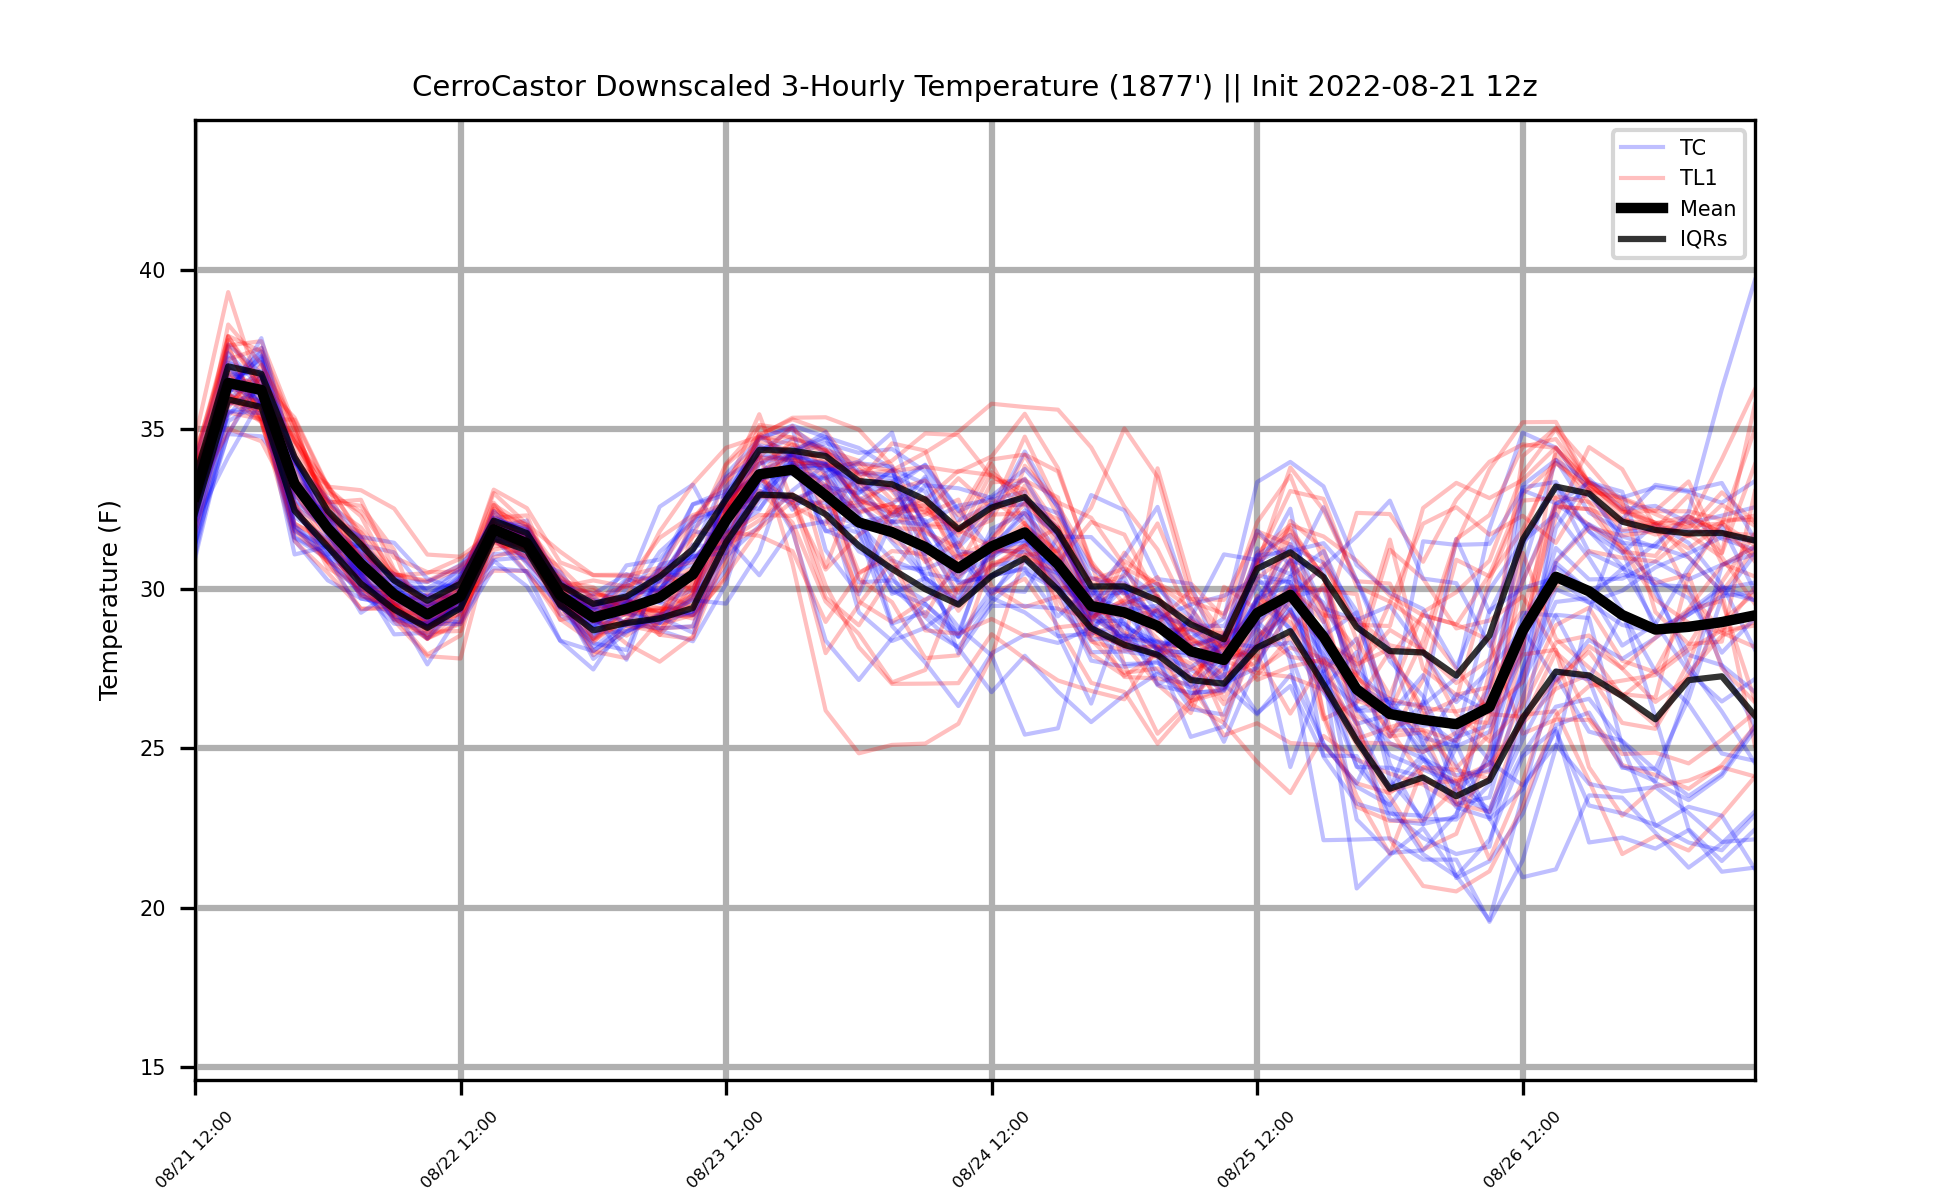 CerroCastor Downscaled 3-Hourly Temperature (1877') || Init 2022-08-21 12z
TC
TL1
Mean
IQRs
Temperature (F)
40
35
30
25
20
15
08/21 12:00
08/22 12:00
08/23 12:00
08/24 12:00
08/25 12:00
08/26 12:00